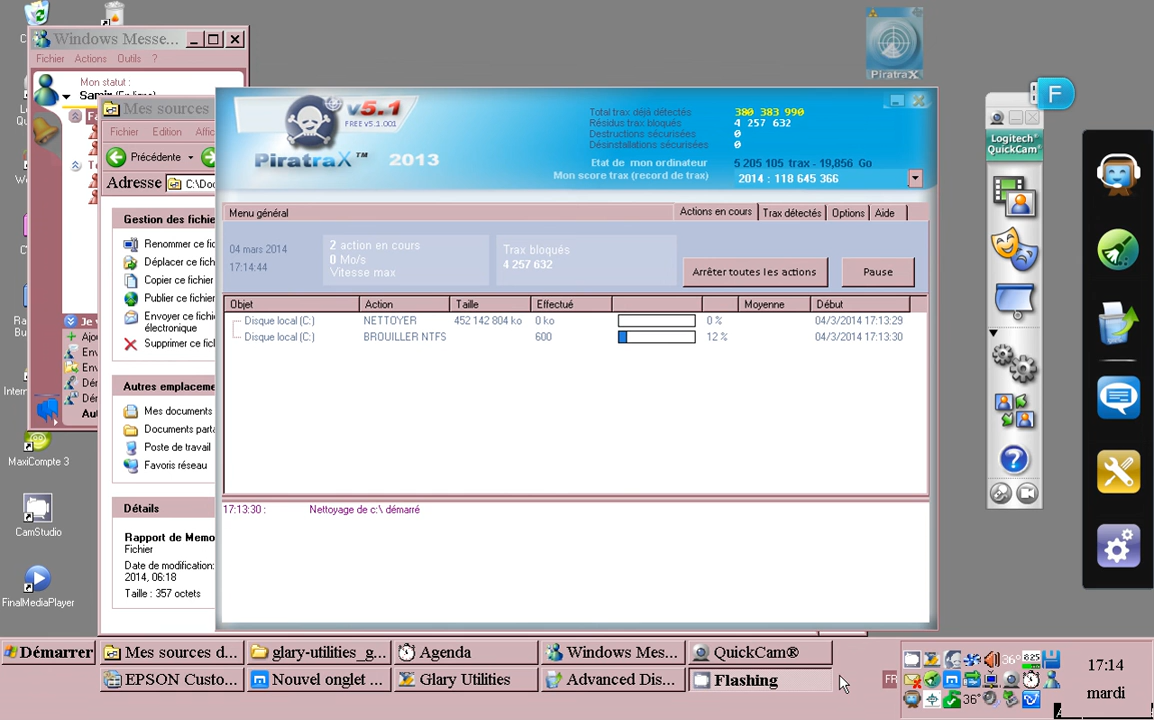 Windows Messe...
Fichier Actions Outils ?
Mon statut :
Mes sources
Fichier Edition Affic
Précédente
Adresse C:\Doc
Gestion des fichie
Renommer ce fic
Déplacer ce fich
Copier ce fichie
Publier ce fichie
Envoyer ce fichi
électronique
Supprimer ce fic
Autres emplaceme
Mes documents
Documents parta
Poste de travail
Favoris réseau
Détails
Rapport de Memo
Fichier
Date de modification:
2014, 06:18
Taille : 357 octets
MaxiCompte 3
CamStudio
FinalMediaPlayer
PiratraX
v5.1
FREE v5.1.001
PiratraX™ 2013
Total trax déjà détectés 380 383 990
Résidus trax bloqués 4 257 632
Destructions sécurisées 0
Désinstallations sécurisées 0
Etat de mon ordinateur 5 205 105 trax - 19,856 Go
Mon score trax (record de trax) 2014 : 118 645 366
Menu général
Actions en cours Trax détectés Options Aide
04 mars 2014
17:14:44
2 action en cours
0 Mo/s
Vitesse max
Trax bloqués
4 257 632
Arrêter toutes les actions
Pause
Objet Action Taille Effectué Moyenne Début
Disque local (C:) NETTOYER 452 142 804 ko 0 ko 0 % 04/3/2014 17:13:29
Disque local (C:) BROUILLER NTFS 600 12 % 04/3/2014 17:13:30
17:13:30 : Nettoyage de c:\ démarré
F
Logitech
QuickCam
Démarrer
Mes sources d...
glary-utilities_g...
Agenda
Windows Mes...
QuickCam®
EPSON Custo...
Nouvel onglet ...
Glary Utilities
Advanced Dis...
Flashing
FR
36°
825
36°
17:14
mardi